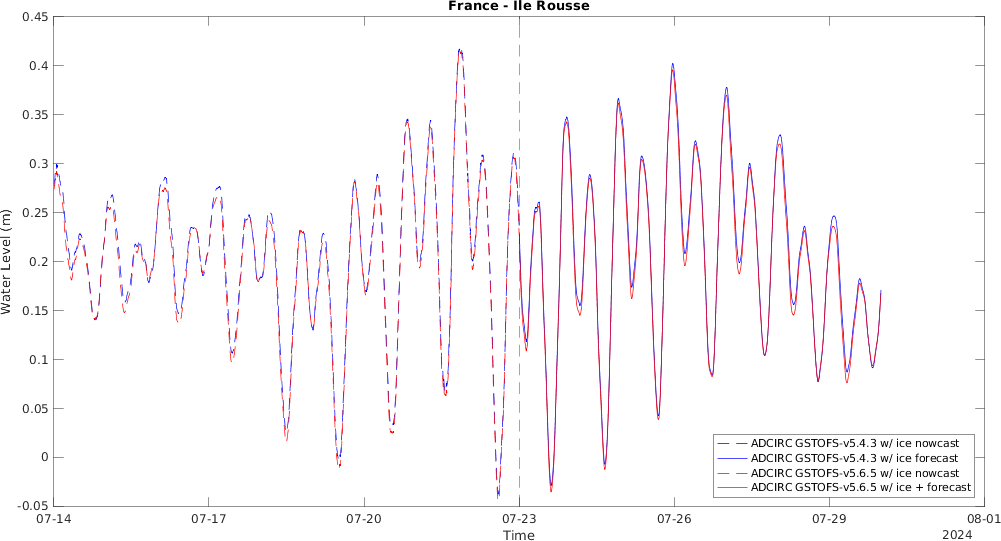 France - Ile Rousse
0.45
0.4
0.35
0.3
0.25
0.2
0.15
0.1
0.05
0
-0.05
Water Level (m)
07-14
07-17
07-20
07-23
07-26
07-29
08-01
Time
2024
ADCIRC GSTOFS-v5.4.3 w/ ice nowcast
ADCIRC GSTOFS-v5.4.3 w/ ice forecast
ADCIRC GSTOFS-v5.6.5 w/ ice nowcast
ADCIRC GSTOFS-v5.6.5 w/ ice + forecast